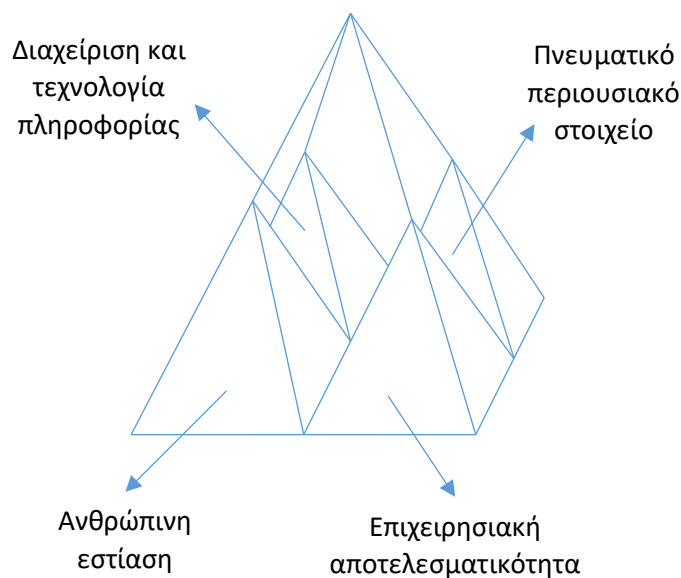 Διαχείριση και
τεχνολογία
πληροφορίας
Πνευματικό
περιουσιακό
στοιχείο
Ανθρώπινη
εστίαση
Επιχειρησιακή
αποτελεσματικότητα